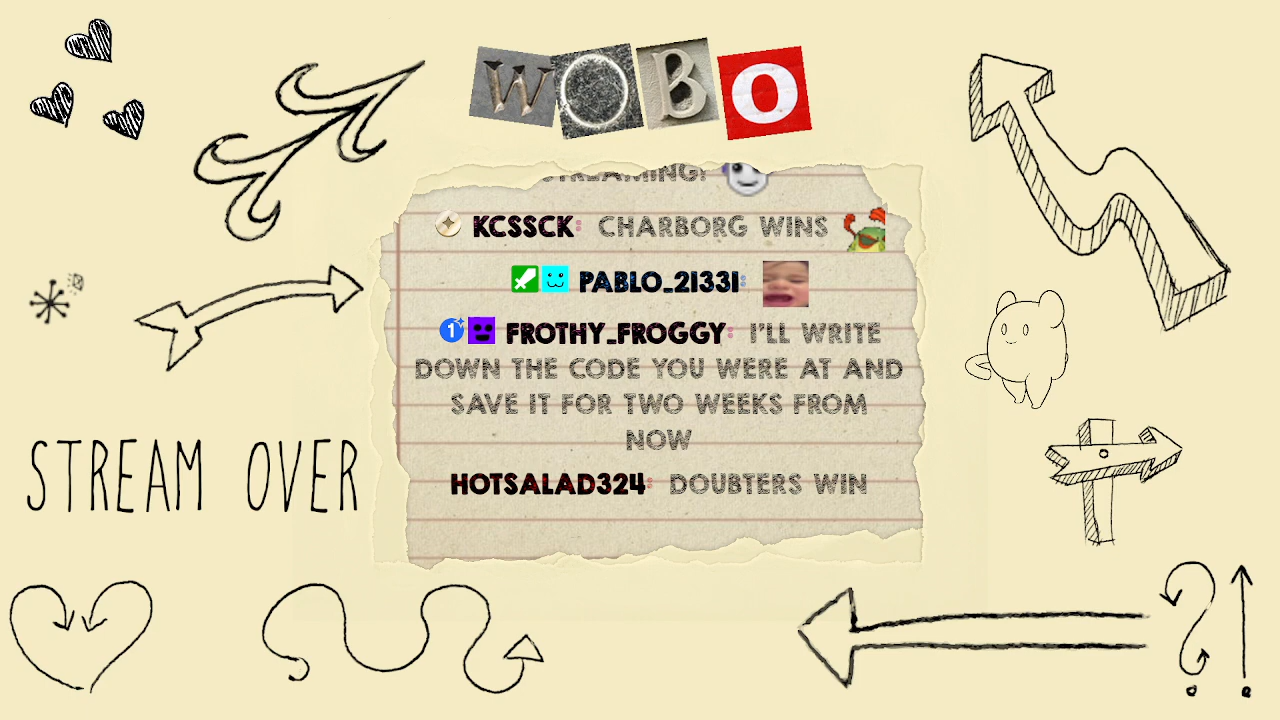 WOBO
STREAMING!
KCSSCK: CHARBORG WINS
PABLO_21331:
FROTHY_FROGGY: I'LL WRITE
DOWN THE CODE YOU WERE AT AND
SAVE IT FOR TWO WEEKS FROM
NOW
HOTSALAD324: DOUBTERS WIN
STREAM OVER
?!